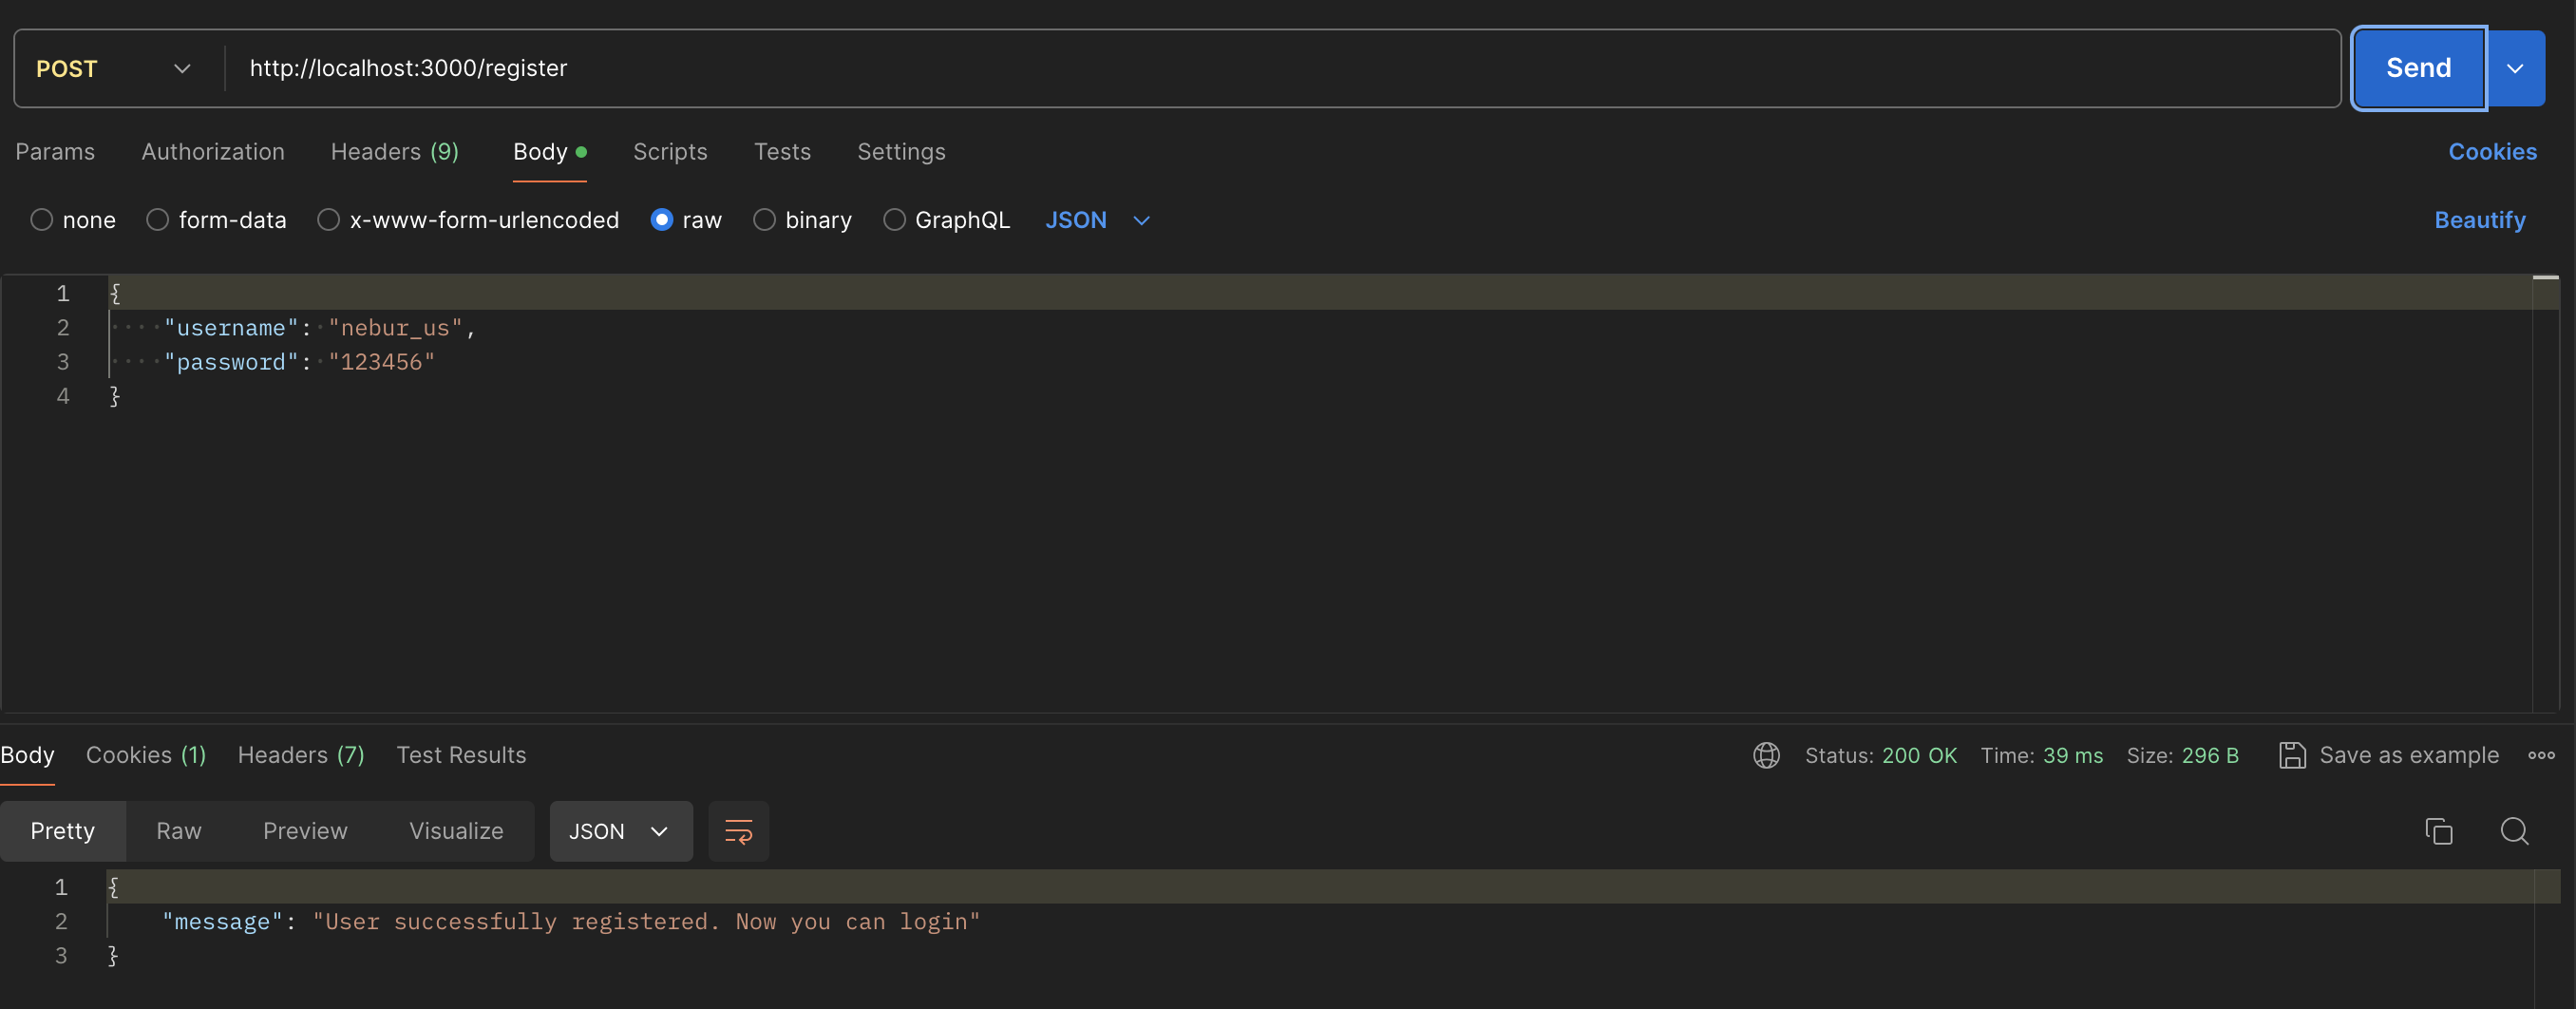 POST http://localhost:3000/register Send
Params Authorization Headers (9) Body Scripts Tests Settings Cookies
none form-data x-www-form-urlencoded raw binary GraphQL JSON Beautify
1 {
2 "username": "nebur_us",
3 "password": "123456"
4 }
Body Cookies (1) Headers (7) Test Results Status: 200 OK Time: 39 ms Size: 296 B Save as example
Pretty Raw Preview Visualize JSON
1 {
2 "message": "User successfully registered. Now you can login"
3 }